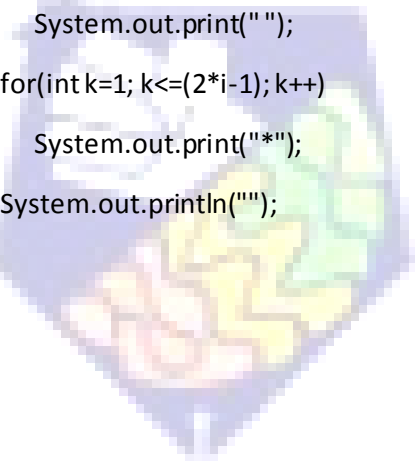 System.out.print(" ");
for(int k=1; k<=(2*i-1); k++)
System.out.print("*");
System.out.println("");